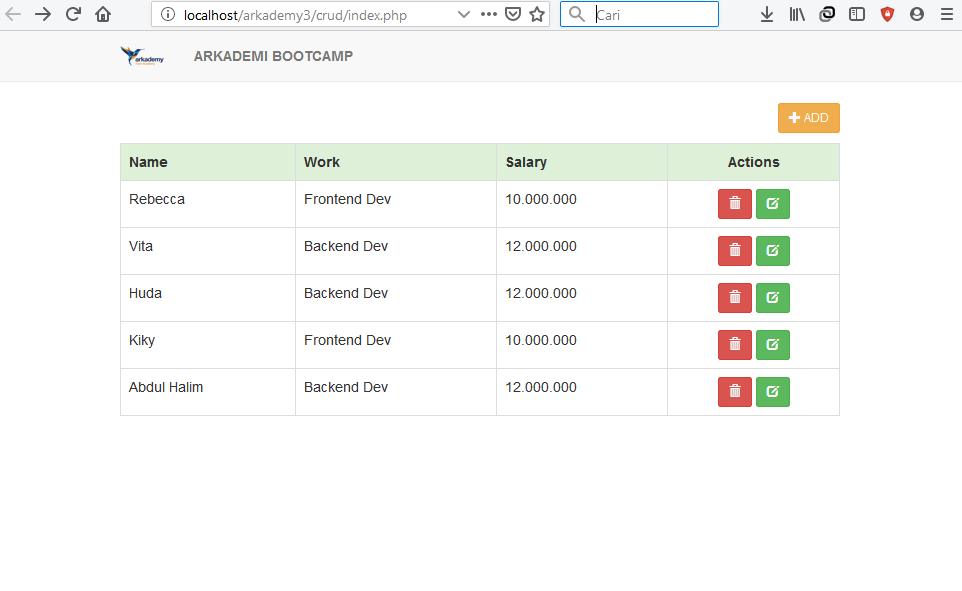 localhost/arkademy3/crud/index.php
Cari
arkademy
ARKADEMI BOOTCAMP
ADD
Name Work Salary Actions
Rebecca Frontend Dev 10.000.000
Vita Backend Dev 12.000.000
Huda Backend Dev 12.000.000
Kiky Frontend Dev 10.000.000
Abdul Halim Backend Dev 12.000.000